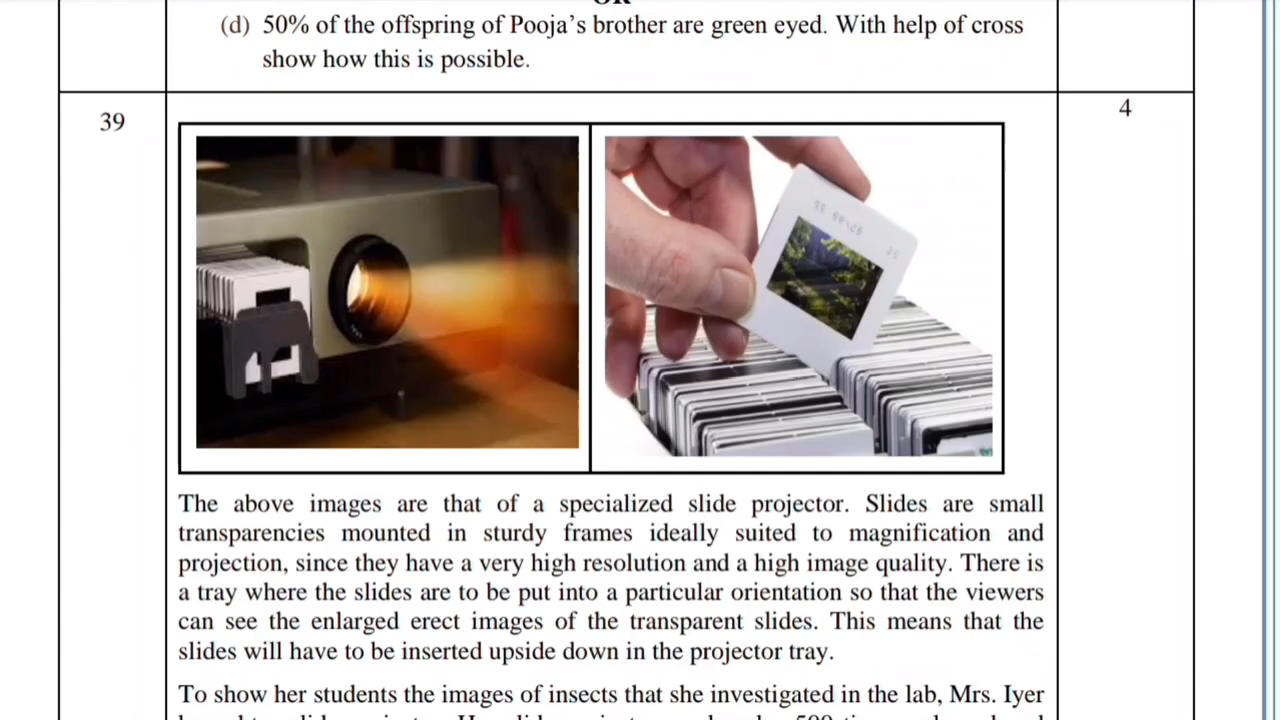 (d) 50% of the offspring of Pooja’s brother are green eyed. With help of cross
show how this is possible.
39
4
The above images are that of a specialized slide projector. Slides are small
transparencies mounted in sturdy frames ideally suited to magnification and
projection, since they have a very high resolution and a high image quality. There is
a tray where the slides are to be put into a particular orientation so that the viewers
can see the enlarged erect images of the transparent slides. This means that the
slides will have to be inserted upside down in the projector tray.
To show her students the images of insects that she investigated in the lab, Mrs. Iyer